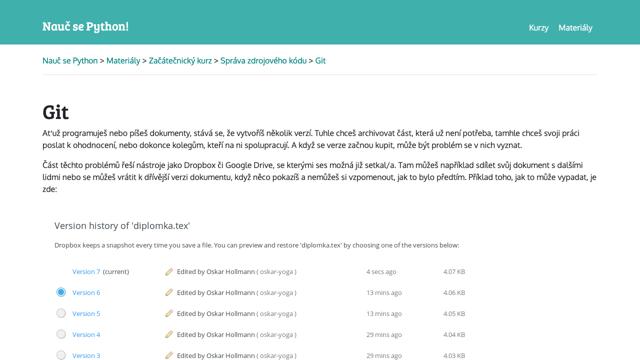 Nauč se Python!
Kurzy Materiály
Nauč se Python > Materiály > Začátečnický kurz > Správa zdrojového kódu > Git
Git
Ať už programuješ nebo píšeš dokumenty, stává se, že vytvoříš několik verzí. Tuhle chceš archivovat část, která už není potřeba, tamhle chceš svoji práci
poslat k ohodnocení, nebo dokonce kolegům, kteří na ni spolupracují. A když se verze začnou kupit, může být problém se v nich vyznat.
Část těchto problémů řeší nástroje jako Dropbox či Google Drive, se kterými ses možná již setkal/a. Tam můžeš například sdílet svůj dokument s dalšími
lidmi nebo se můžeš vrátit k dřívější verzi dokumentu, když něco pokazíš a nemůžeš si vzpomenout, jak to bylo předtím. Příklad toho, jak to může vypadat, je
zde:
Version history of 'diplomka.tex'
Dropbox keeps a snapshot every time you save a file. You can preview and restore 'diplomka.tex' by choosing one of the versions below:
Version 7 (current) Edited by Oskar Hollmann ( oskar-yoga ) 4 secs ago 4.07 KB
Version 6 Edited by Oskar Hollmann ( oskar-yoga ) 13 mins ago 4.06 KB
Version 5 Edited by Oskar Hollmann ( oskar-yoga ) 13 mins ago 4.05 KB
Version 4 Edited by Oskar Hollmann ( oskar-yoga ) 29 mins ago 4.04 KB
Version 3 Edited by Oskar Hollmann ( oskar-yoga ) 29 mins ago 4.03 KB